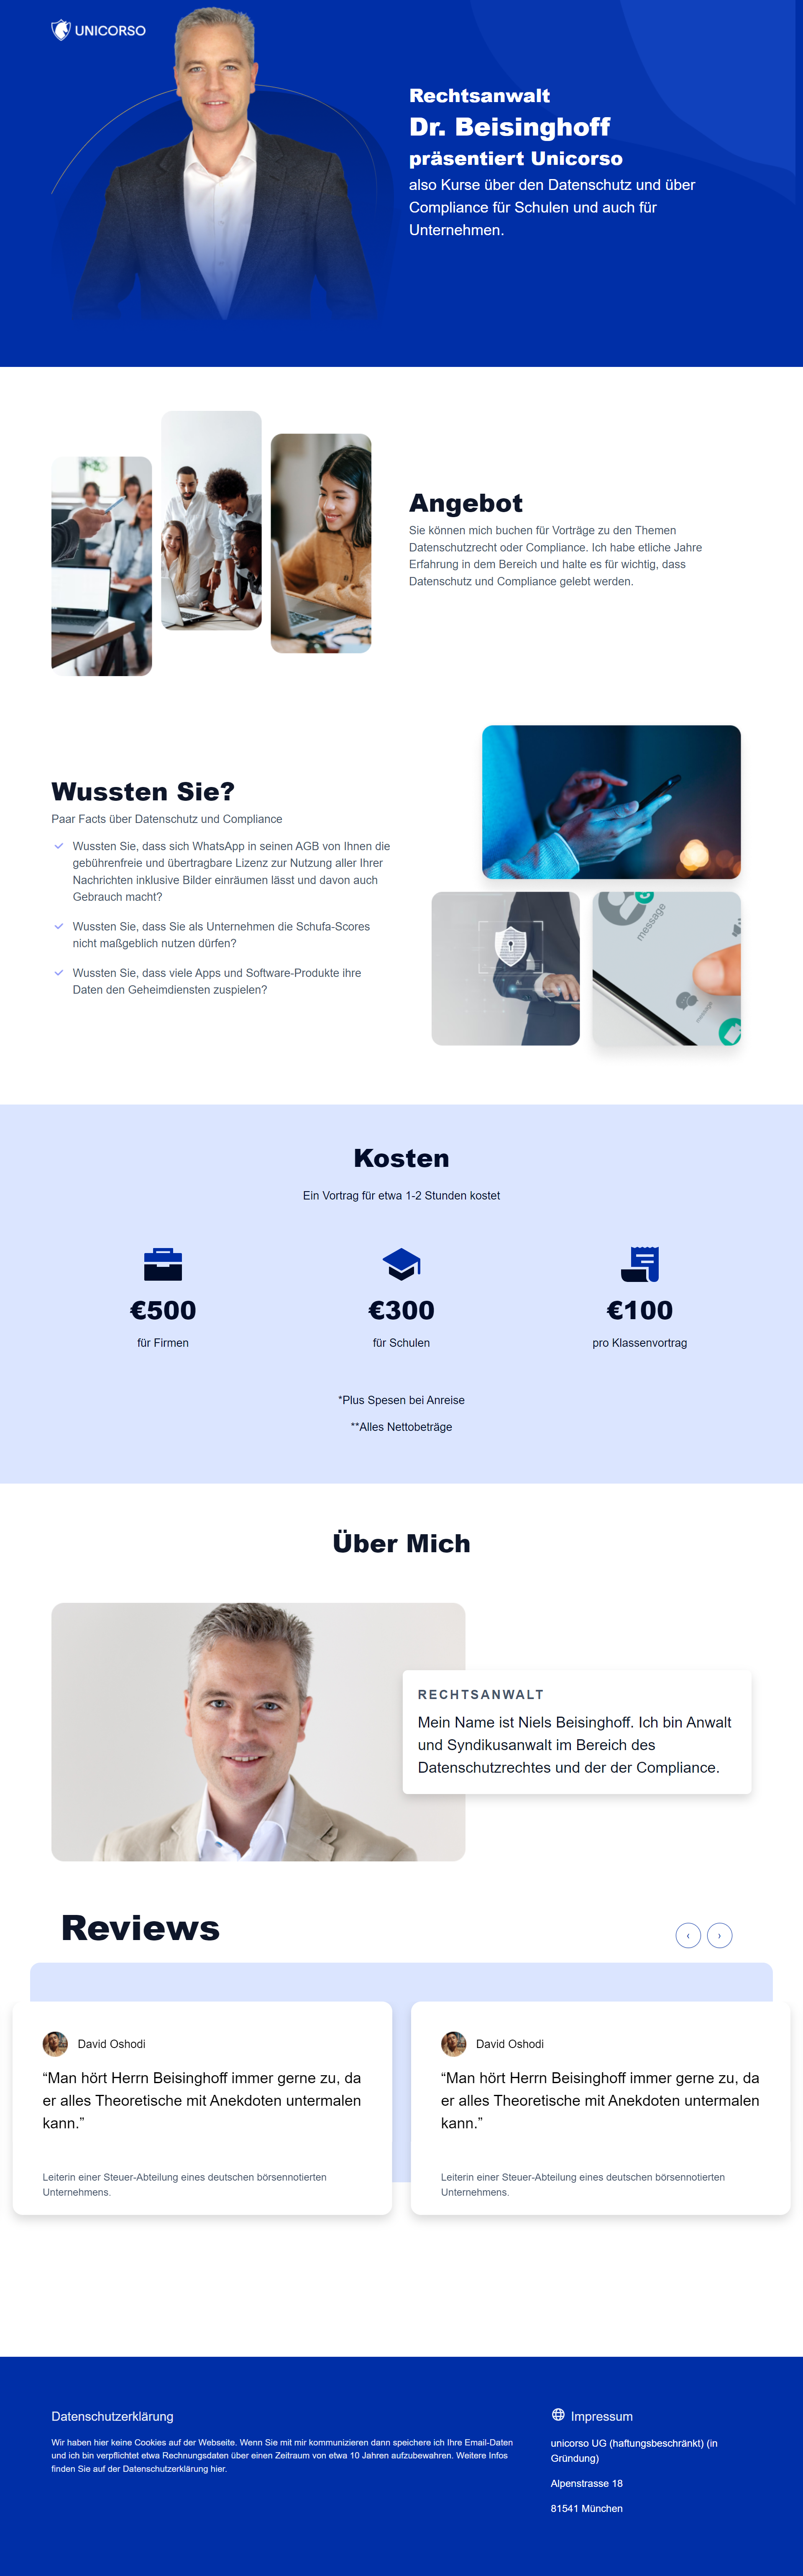 UNICORSO
Rechtsanwalt
Dr. Beisinghoff
präsentiert Unicorso
also Kurse über den Datenschutz und über
Compliance für Schulen und auch für
Unternehmen.
Angebot
Sie können mich buchen für Vorträge zu den Themen
Datenschutzrecht oder Compliance. Ich habe etliche Jahre
Erfahrung in dem Bereich und halte es für wichtig, dass
Datenschutz und Compliance gelebt werden.
Wussten Sie?
Paar Facts über Datenschutz und Compliance
Wussten Sie, dass sich WhatsApp in seinen AGB von Ihnen die
gebührenfreie und übertragbare Lizenz zur Nutzung aller Ihrer
Nachrichten inklusive Bilder einräumen lässt und davon auch
Gebrauch macht?
Wussten Sie, dass Sie als Unternehmen die Schufa-Scores
nicht maßgeblich nutzen dürfen?
Wussten Sie, dass viele Apps und Software-Produkte ihre
Daten den Geheimdiensten zuspielen?
3
message
Kosten
Ein Vortrag für etwa 1-2 Stunden kostet
€500
für Firmen
€300
für Schulen
€100
pro Klassenvortrag
*Plus Spesen bei Anreise
**Alles Nettobeträge
Über Mich
RECHTSANWALT
Mein Name ist Niels Beisinghoff. Ich bin Anwalt
und Syndikusanwalt im Bereich des
Datenschutzrechtes und der der Compliance.
Reviews
‹ ›
David Oshodi
“Man hört Herrn Beisinghoff immer gerne zu, da
er alles Theoretische mit Anekdoten untermalen
kann.”
Leiterin einer Steuer-Abteilung eines deutschen börsennotierten
Unternehmens.
David Oshodi
“Man hört Herrn Beisinghoff immer gerne zu, da
er alles Theoretische mit Anekdoten untermalen
kann.”
Leiterin einer Steuer-Abteilung eines deutschen börsennotierten
Unternehmens.
Datenschutzerklärung
Wir haben hier keine Cookies auf der Webseite. Wenn Sie mit mir kommunizieren dann speichere ich Ihre Email-Daten
und ich bin verpflichtet etwa Rechnungsdaten über einen Zeitraum von etwa 10 Jahren aufzubewahren. Weitere Infos
finden Sie auf der Datenschutzerklärung hier.
Impressum
unicorso UG (haftungsbeschränkt) (in
Gründung)
Alpenstrasse 18
81541 München